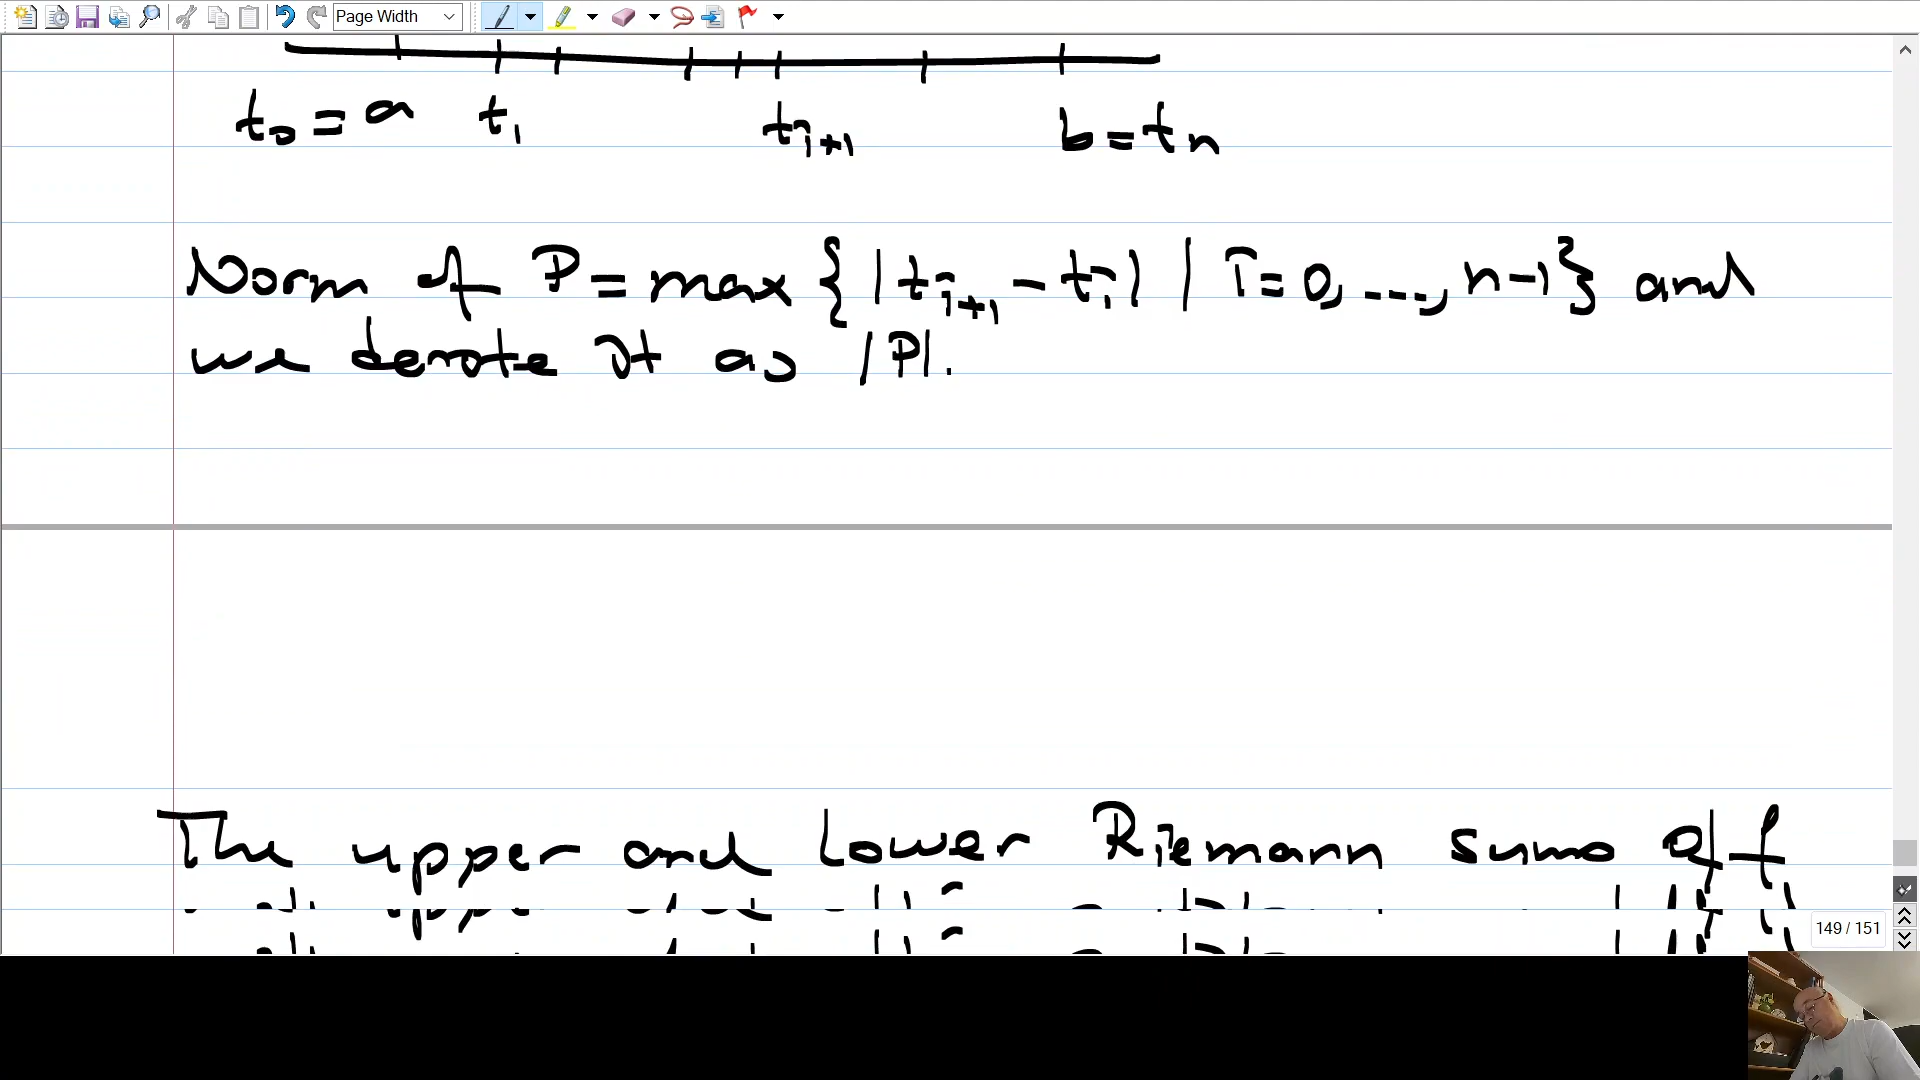 Page Width
t₀ = a t₁ tᵢ₊₁ b = tₙ
Norm of P = max { |tᵢ₊₁ - tᵢ| | i = 0, ..., n-1 } and
we denote it as |P|.
The upper and lower Riemann sums of f
149 / 151